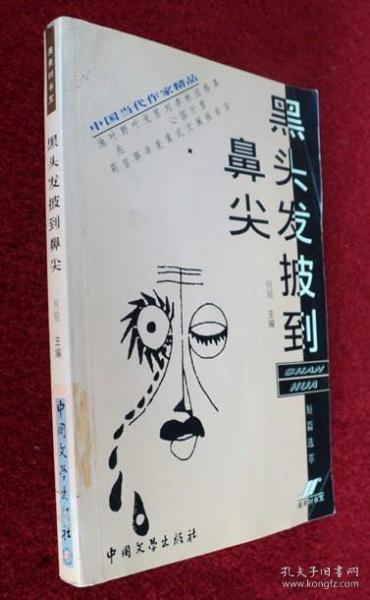 黑头发披到鼻尖
何锐 主编
中国文学出版社
中国当代作家精品
黑头发披到
鼻尖
何锐 主编
SHAN
HUA
短篇选萃
中国文学出版社
孔夫子旧书网
www.kongfz.com